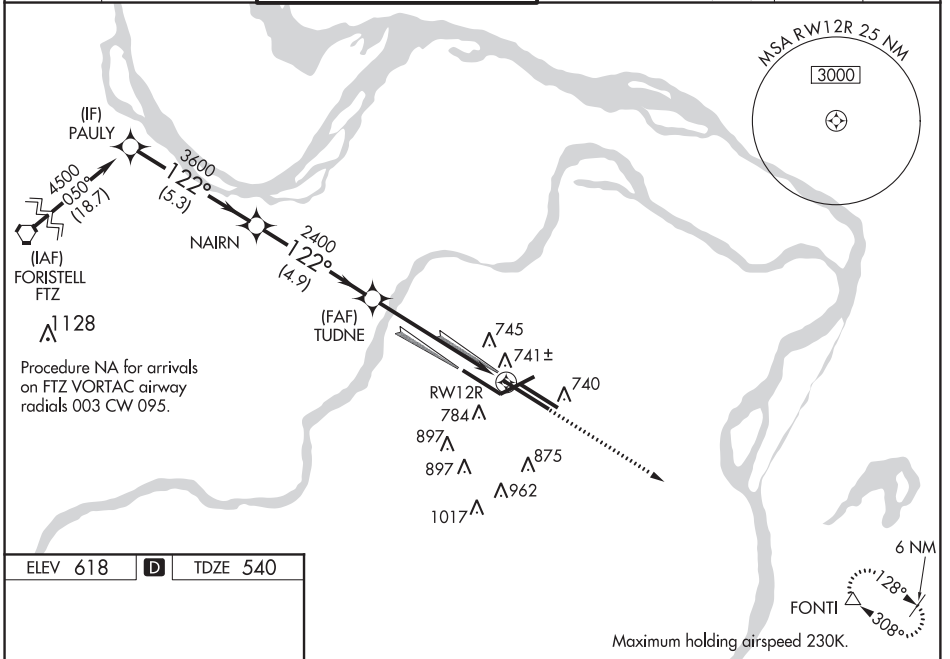 MSA RW12R 25 NM
3000
(IF)
PAULY
4500
050°
(18.7)
3600
122°
(5.3)
NAIRN
2400
122°
(4.9)
(IAF)
FORISTELL
FTZ
(FAF)
TUDNE
1128
Procedure NA for arrivals
on FTZ VORTAC airway
radials 003 CW 095.
745
741±
RW12R
740
784
897
897
875
962
1017
ELEV 618
D
TDZE 540
6 NM
128°
FONTI
308°
Maximum holding airspeed 230K.